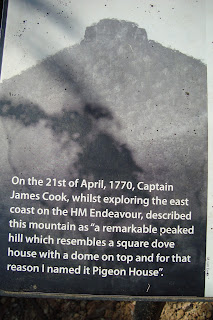 On the 21st of April, 1770, Captain
James Cook, whilst exploring the east
coast on the HM Endeavour, described
this mountain as “a remarkable peaked
hill which resembles a square dove
house with a dome on top and for that
reason I named it Pigeon House”.